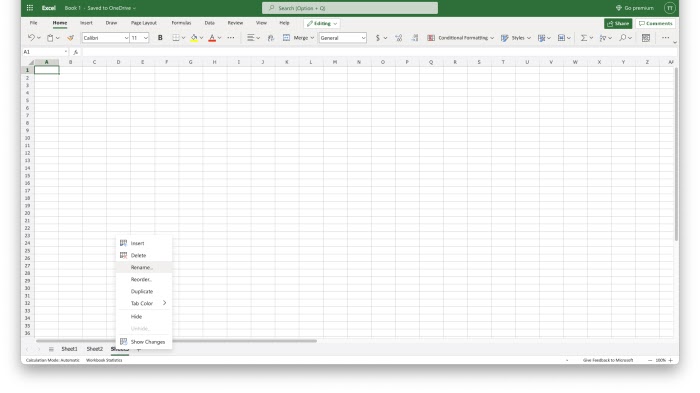 Excel Book 1 - Saved to OneDrive Search (Option + Q) Go premium TT
File Home Insert Draw Page Layout Formulas Data Review View Help Editing Share Comments
Calibri 11 B A Merge General $ Conditional Formatting Styles
A1 fx
A B C D E F G H I J K L M N O P Q R S T U V W X Y Z
1
2
3
4
5
6
7
8
9
10
11
12
13
14
15
16
17
18
19
20
21
22
23
24
25
26
27
28
29
30
31
32
33
34
35
36
Insert
Delete
Rename...
Reorder...
Duplicate
Tab Color
Hide
Unhide...
Show Changes
Sheet1 Sheet2
Calculation Mode: Automatic Workbook Statistics Give Feedback to Microsoft 100%